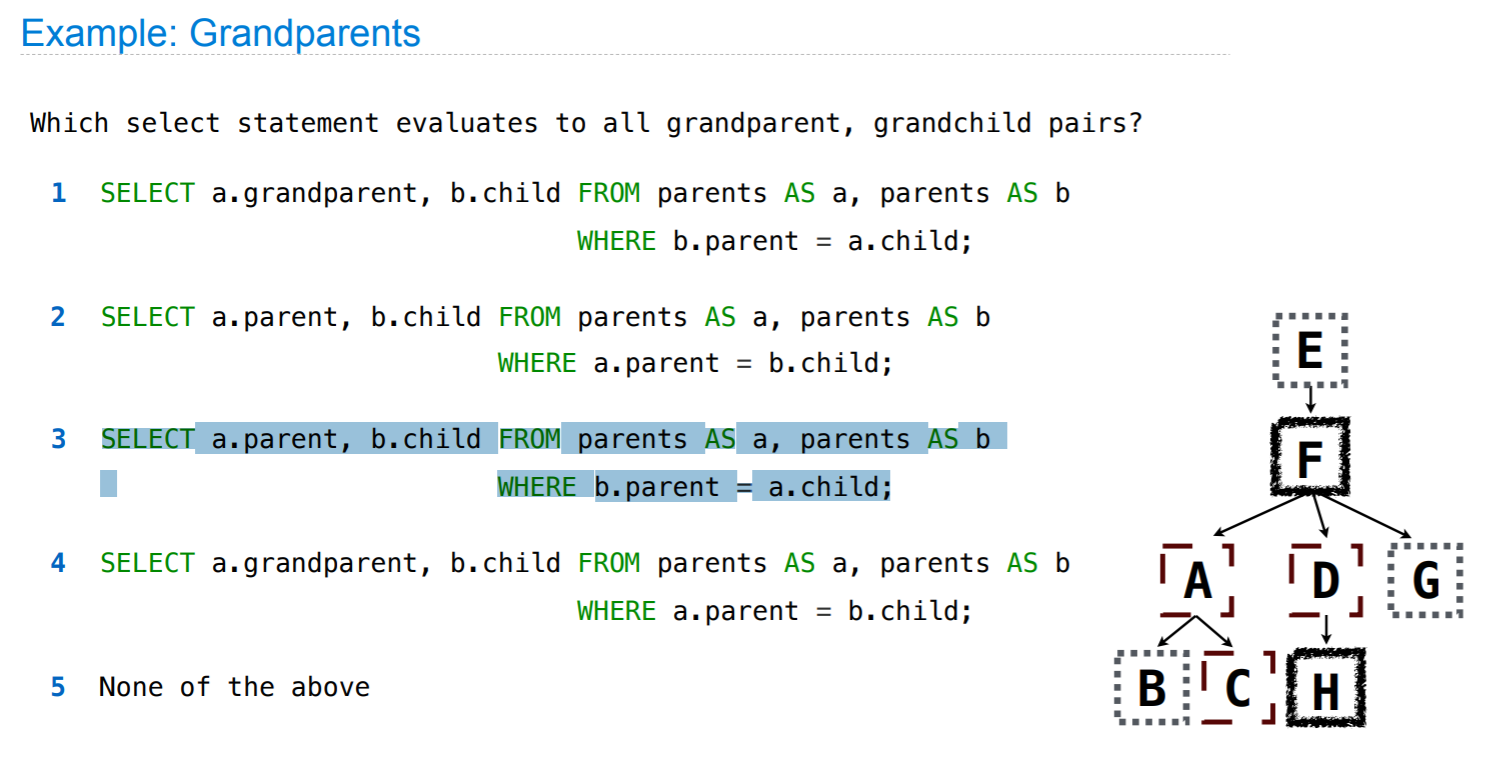 Example: Grandparents
Which select statement evaluates to all grandparent, grandchild pairs?
1 SELECT a.grandparent, b.child FROM parents AS a, parents AS b
WHERE b.parent = a.child;
2 SELECT a.parent, b.child FROM parents AS a, parents AS b
WHERE a.parent = b.child;
3 SELECT a.parent, b.child FROM parents AS a, parents AS b
WHERE b.parent = a.child;
4 SELECT a.grandparent, b.child FROM parents AS a, parents AS b
WHERE a.parent = b.child;
5 None of the above
E
F
A D G
B C H